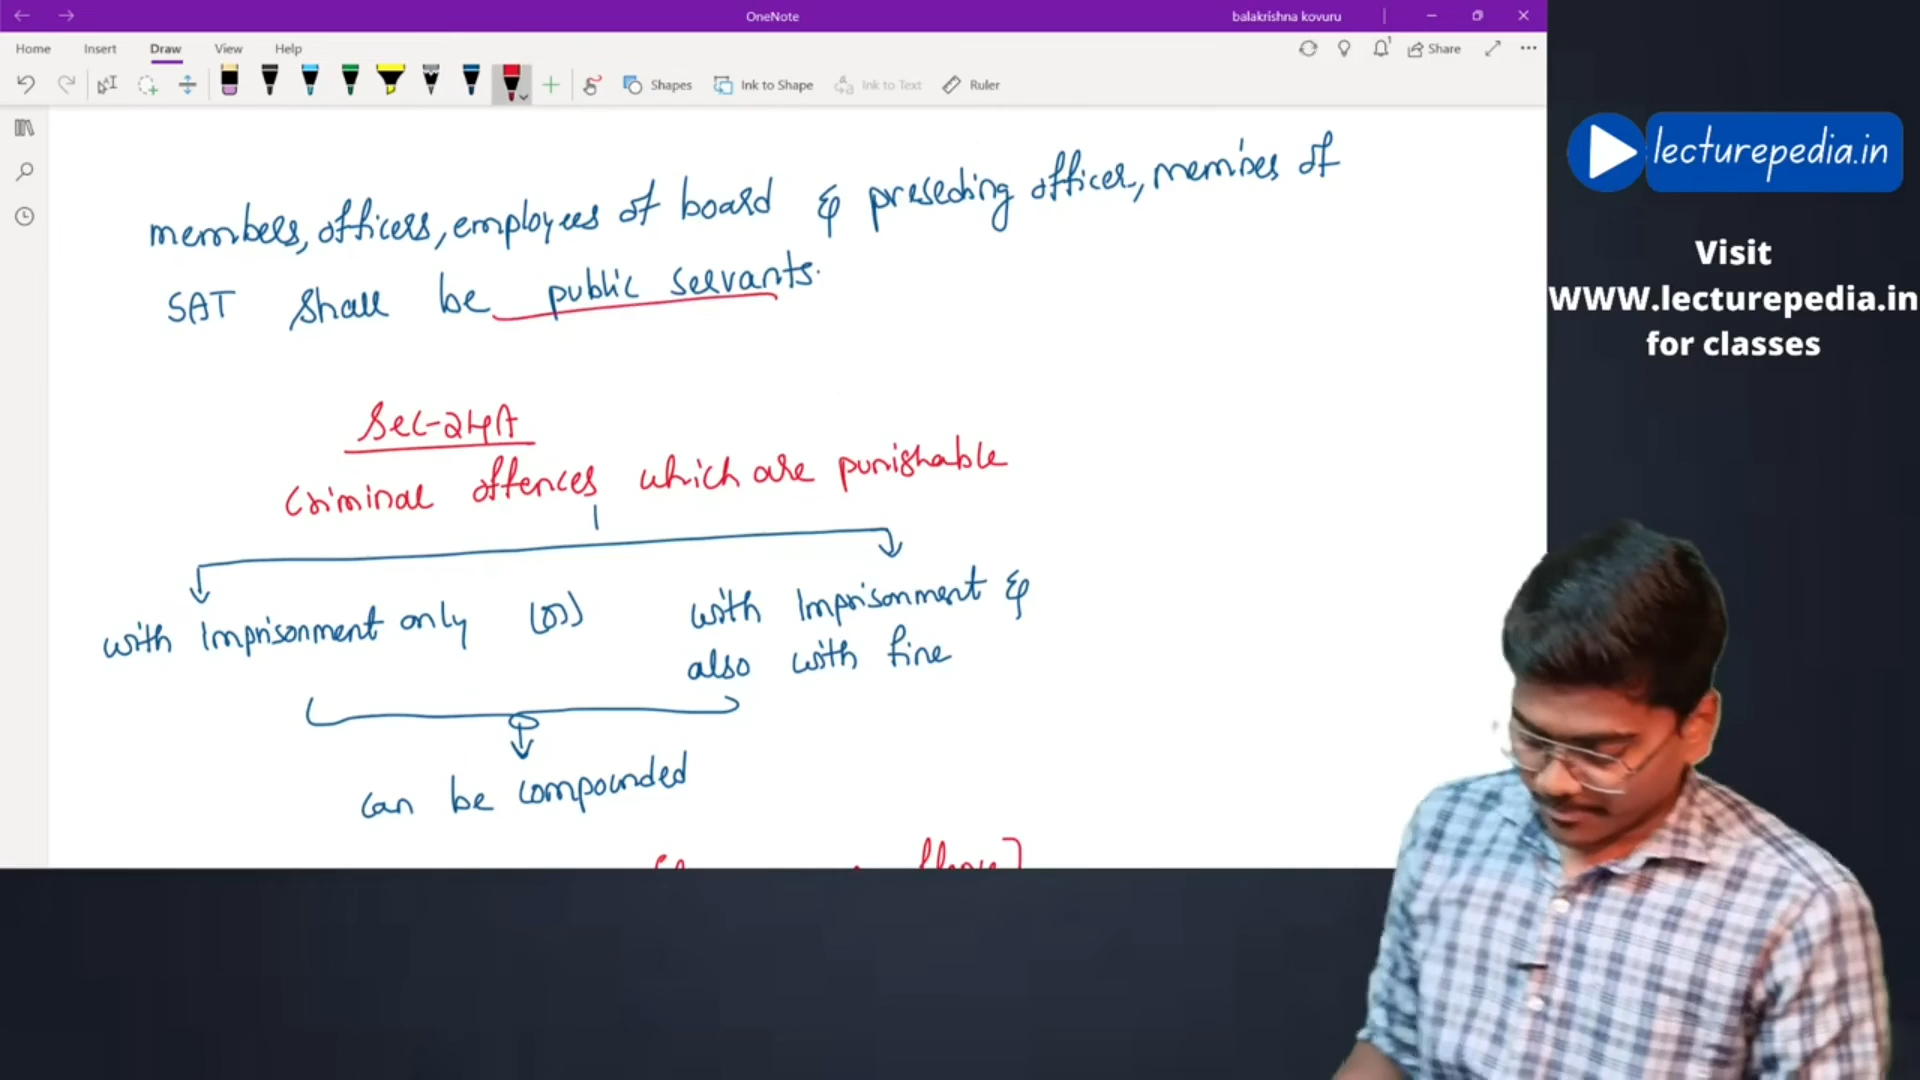 OneNote
balakrishna kovuru
Home Insert Draw View Help
Share
Shapes Ink to Shape Ink to Text Ruler
lecturepedia.in
Visit
WWW.lecturepedia.in
for classes
members, officers, employees of board & preseding officer, members of
SAT shall be public servants.
Sec-24A
Criminal offences which are punishable
with Imprisonment only (or) with Imprisonment &
also with fine
can be compounded